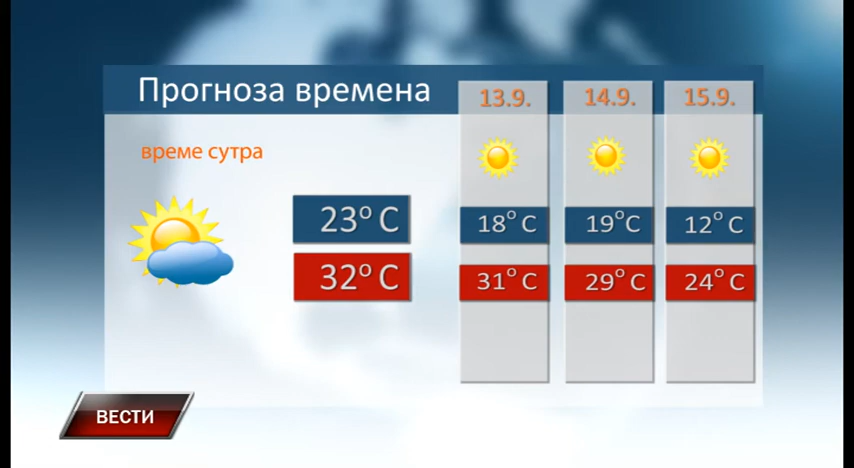 Прогноза времена
време сутра
23° C
32° C
13.9.
18° C
31° C
14.9.
19°C
29° C
15.9.
12° C
24° C
ВЕСТИ